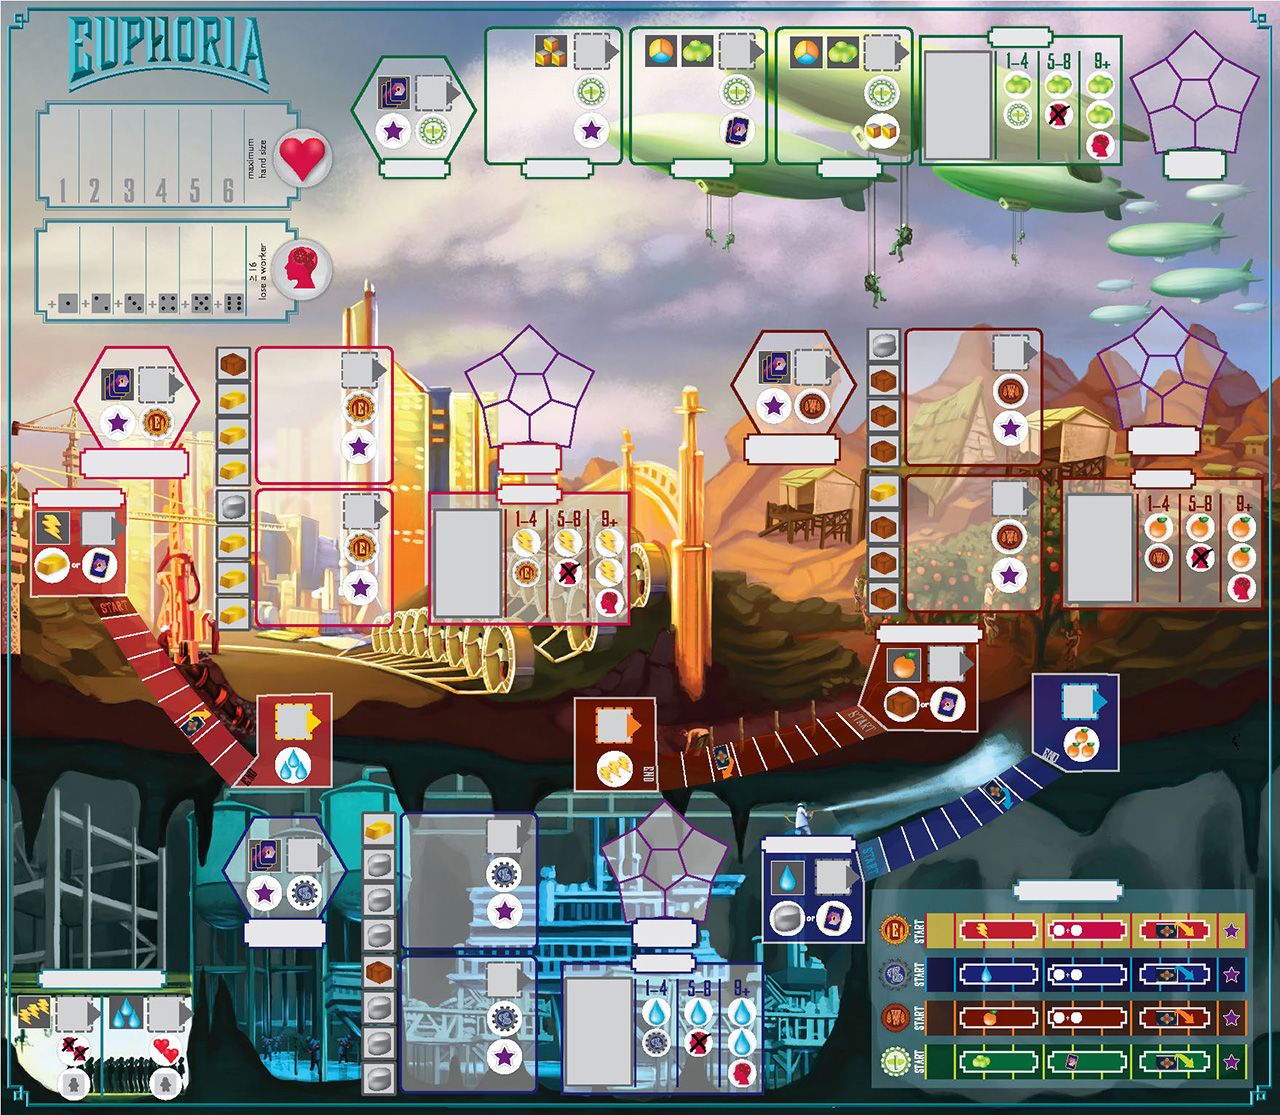 EUPHORIA
1 2 3 4 5 6
maximum
hand size
+ + + + + +
≥ 16
lose a worker
1-4 5-8 9+
1-4 5-8 9+
1-4 5-8 9+
or
START
END
or
START
END
START
END
or
1-4 5-8 9+
E START
START
W START
START